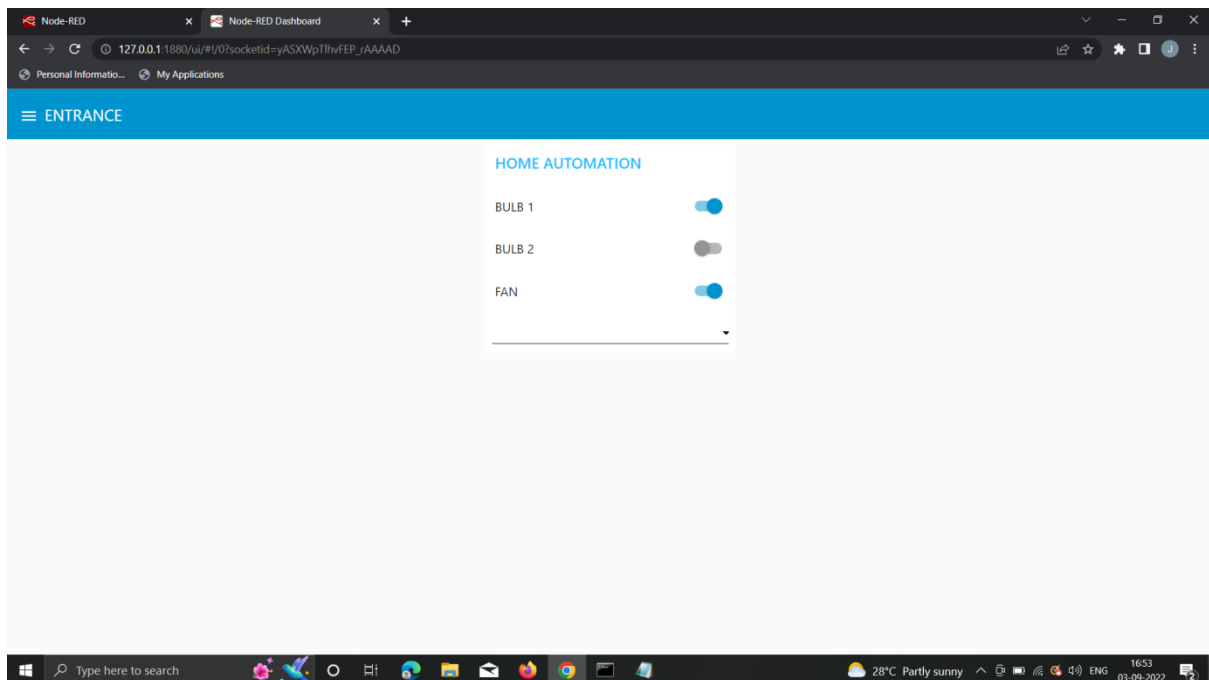 Node-RED
Node-RED Dashboard
127.0.0.1:1880/ui/#!/0?socketid=yASXWpTlhvFEP_rAAAAD
J
Personal Informatio... My Applications
ENTRANCE
HOME AUTOMATION
BULB 1
BULB 2
FAN
Type here to search
28°C Partly sunny
ENG
16:53
03-09-2022
2